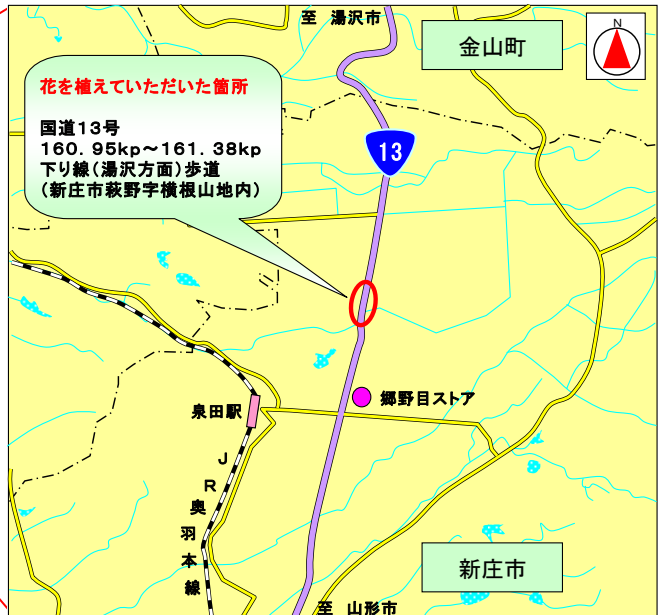 至 湯沢市
金山町
N
花を植えていただいた箇所
国道13号
160. 95kp～161. 38kp
下り線(湯沢方面)歩道
(新庄市萩野字横根山地内)
13
郷野目ストア
泉田駅
JR奥羽本線
新庄市
至 山形市